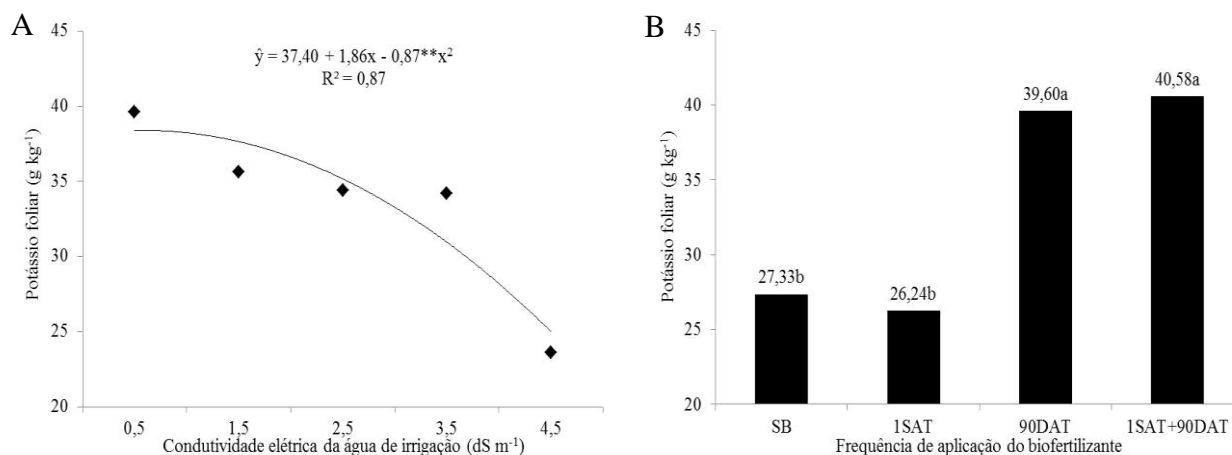 A
ŷ = 37,40 + 1,86x - 0,87**x²
R² = 0,87
Potássio foliar (g kg⁻¹)
45
40
35
30
25
20
0,5 1,5 2,5 3,5 4,5
Condutividade elétrica da água de irrigação (dS m⁻¹)
B
Potássio foliar (g kg⁻¹)
45
40
35
30
25
20
27,33b
26,24b
39,60a
40,58a
SB 1SAT 90DAT 1SAT+90DAT
Frequência de aplicação do biofertilizante